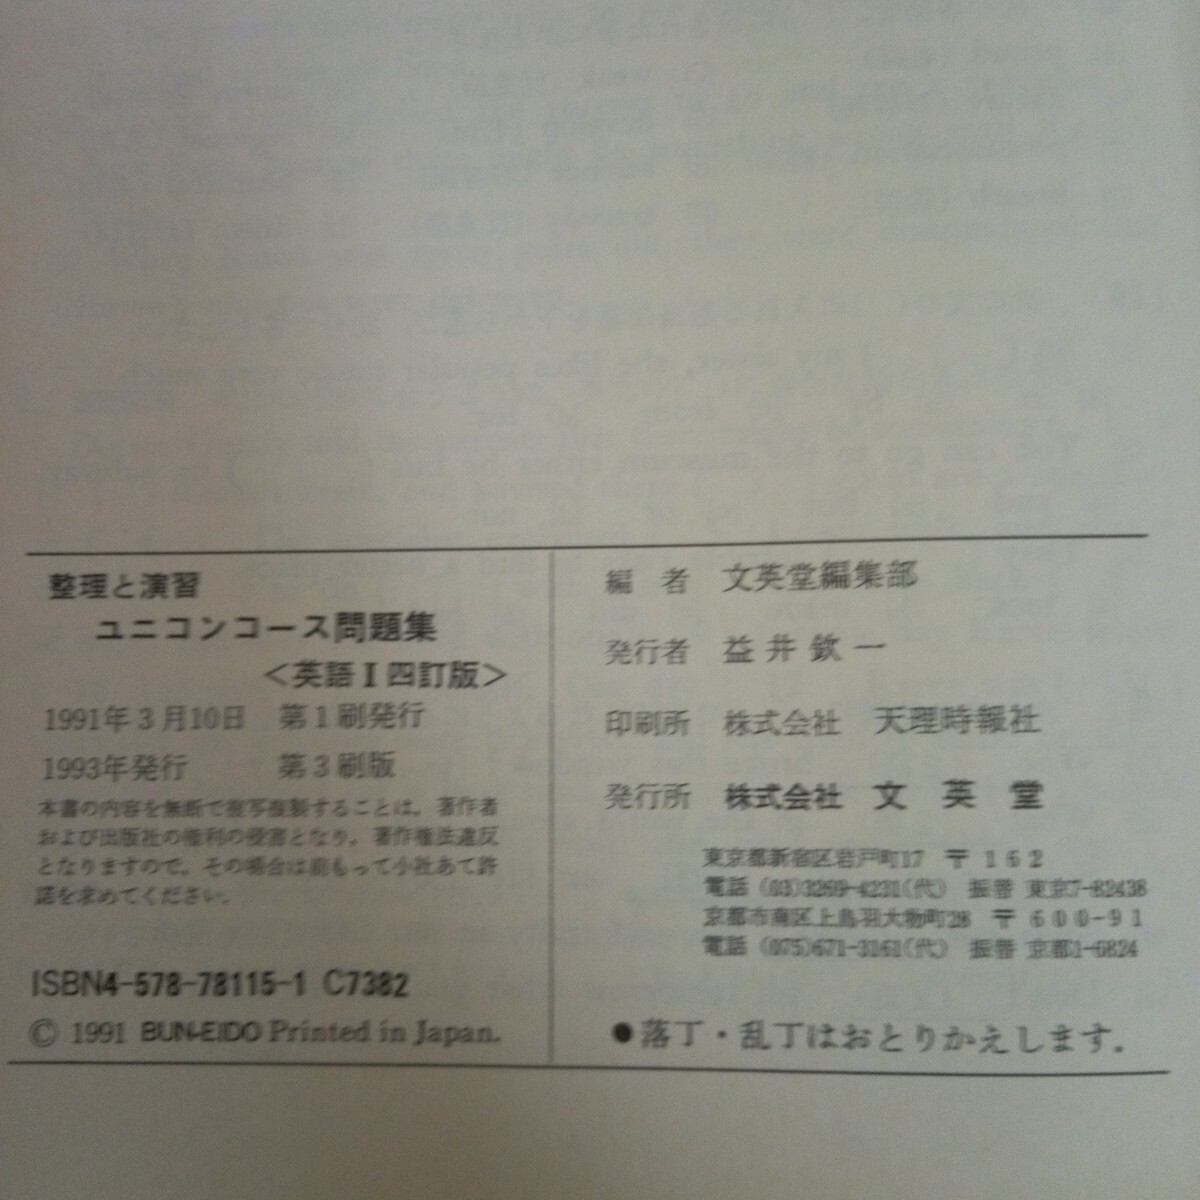 整理と演習
ユニコンコース問題集
<英語Ⅰ四訂版>
1991年3月10日 第1刷発行
1993年発行 第3刷版
本書の内容を無断で複写複製することは、著作者
および出版社の権利の侵害となり、著作権法違反
となりますので、その場合は前もって小社あて許
諾を求めてください。
ISBN4-578-78115-1 C7382
© 1991 BUN-EIDO Printed in Japan.
編者 文英堂編集部
発行者 益井欽一
印刷所 株式会社 天理時報社
発行所 株式会社 文英堂
東京都新宿区岩戸町17 〒162
電話 (03)3269-4231(代) 振替 東京7-82438
京都市南区上鳥羽大物町28 〒600-91
電話 (075)671-3161(代) 振替 京都1-6824
●落丁・乱丁はおとりかえします.